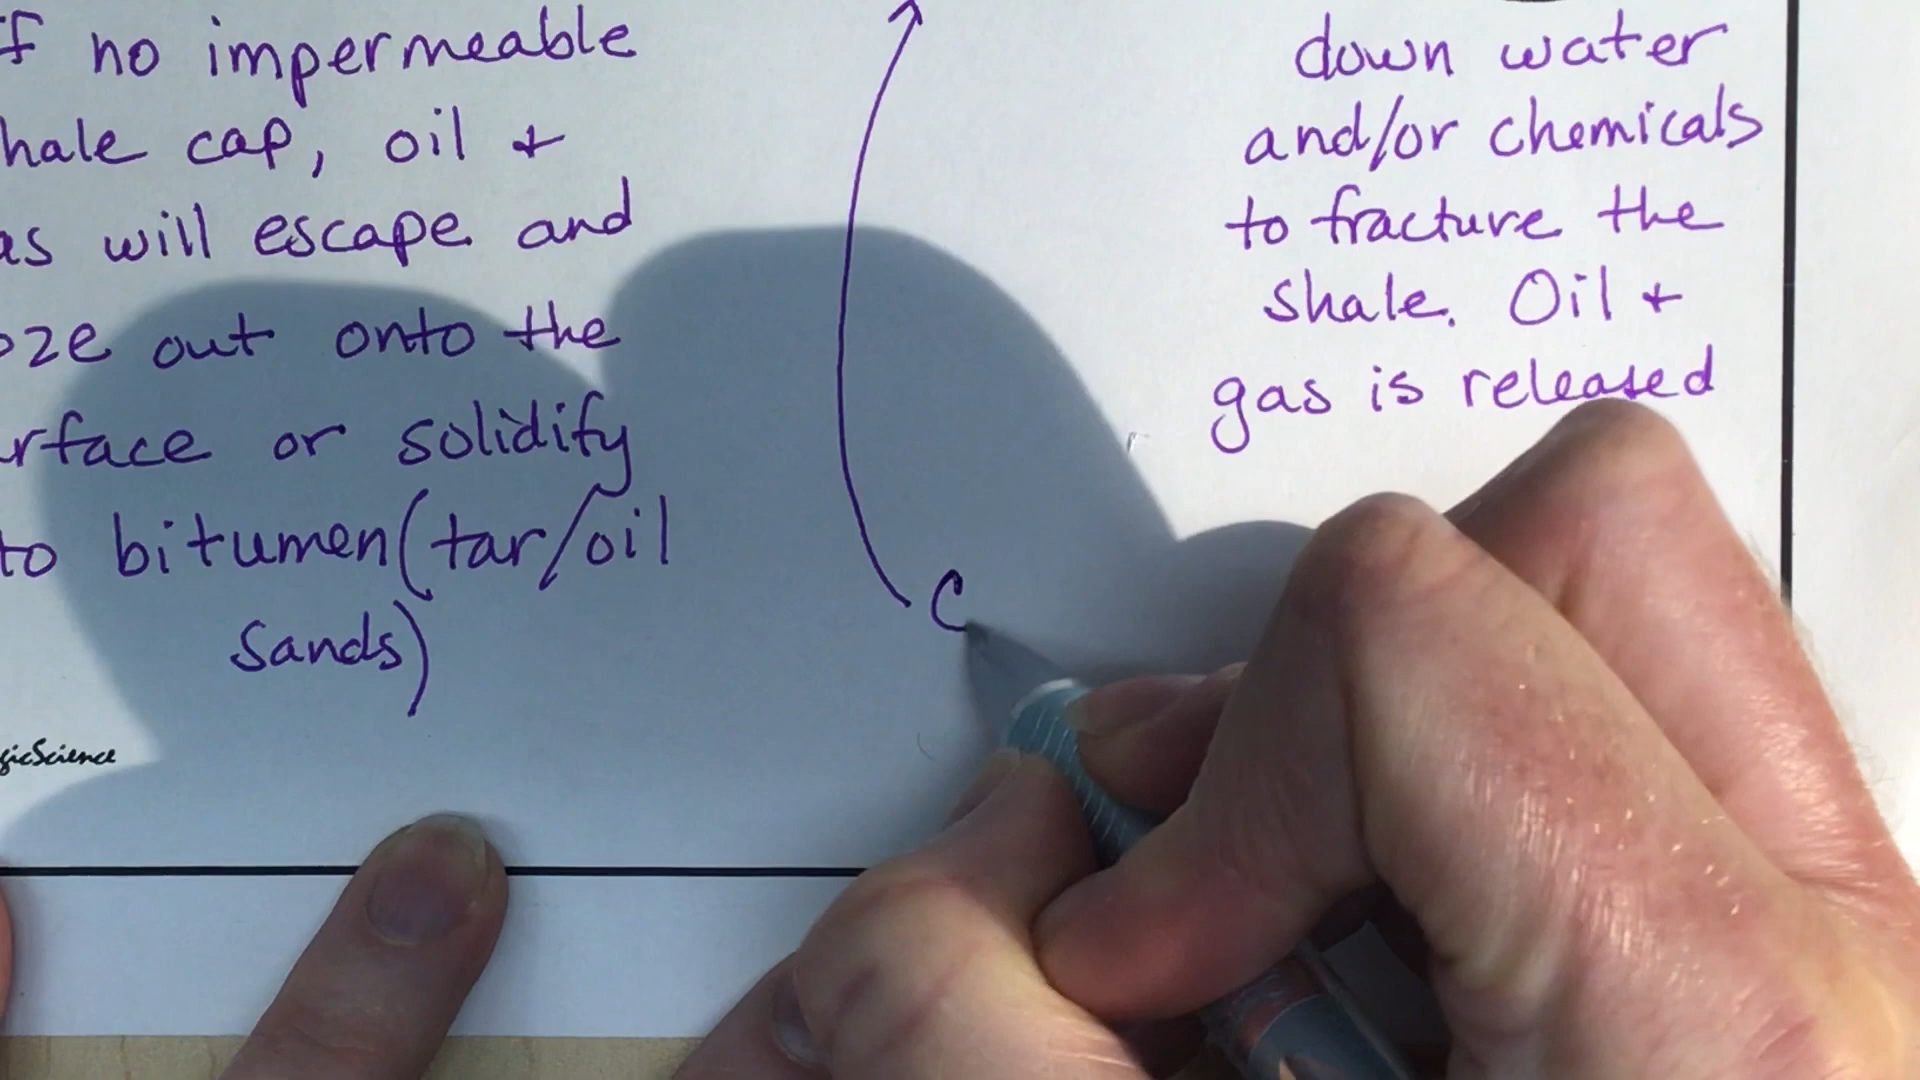 f no impermeable
hale cap, oil +
as will escape and
oze out onto the
rface or solidify
to bitumen (tar/oil
sands)
gicScience
down water
and/or chemicals
to fracture the
shale. Oil +
gas is released
C